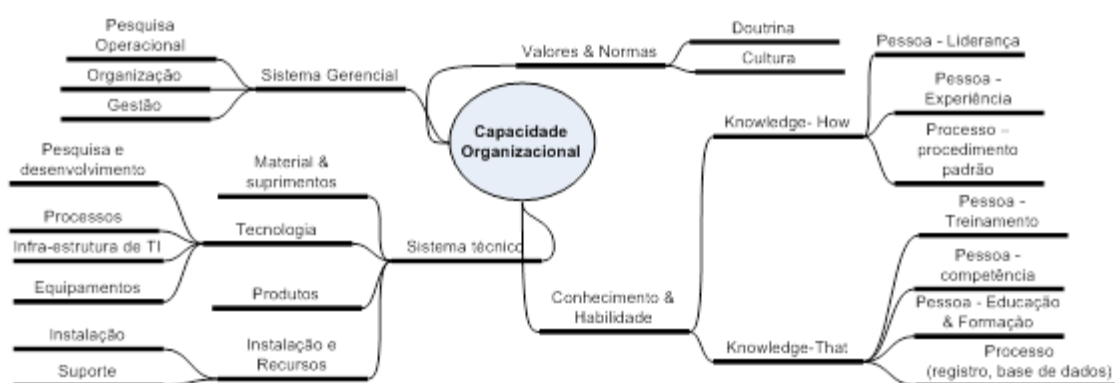 Pesquisa
Operacional
Organização
Gestão
Sistema Gerencial
Valores & Normas
Doutrina
Cultura
Capacidade
Organizacional
Pesquisa e
desenvolvimento
Processos
Infra-estrutura de TI
Equipamentos
Instalação
Suporte
Material &
suprimentos
Tecnologia
Produtos
Instalação e
Recursos
Sistema técnico
Conhecimento &
Habilidade
Knowledge- How
Pessoa - Liderança
Pessoa -
Experiência
Processo –
procedimento
padrão
Knowledge-That
Pessoa -
Treinamento
Pessoa -
competência
Pessoa - Educação
& Formação
Processo
(registro, base de dados)